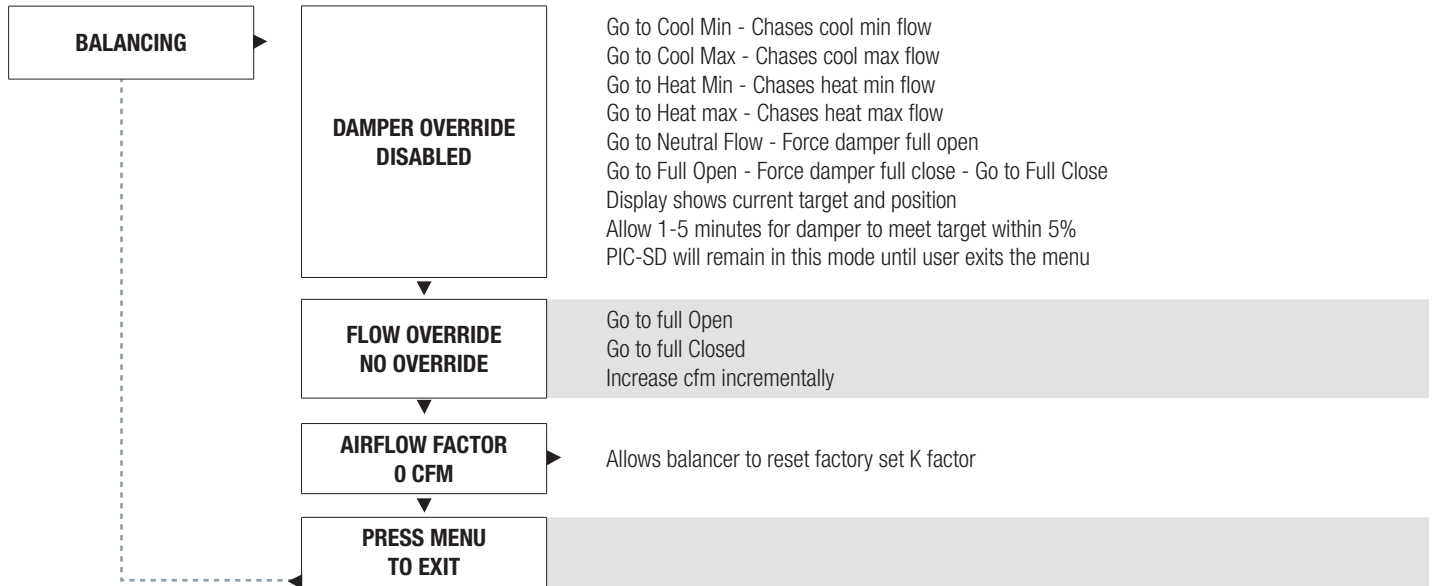 BALANCING
DAMPER OVERRIDE
DISABLED
Go to Cool Min - Chases cool min flow
Go to Cool Max - Chases cool max flow
Go to Heat Min - Chases heat min flow
Go to Heat max - Chases heat max flow
Go to Neutral Flow - Force damper full open
Go to Full Open - Force damper full close - Go to Full Close
Display shows current target and position
Allow 1-5 minutes for damper to meet target within 5%
PIC-SD will remain in this mode until user exits the menu
FLOW OVERRIDE
NO OVERRIDE
Go to full Open
Go to full Closed
Increase cfm incrementally
AIRFLOW FACTOR
0 CFM
Allows balancer to reset factory set K factor
PRESS MENU
TO EXIT